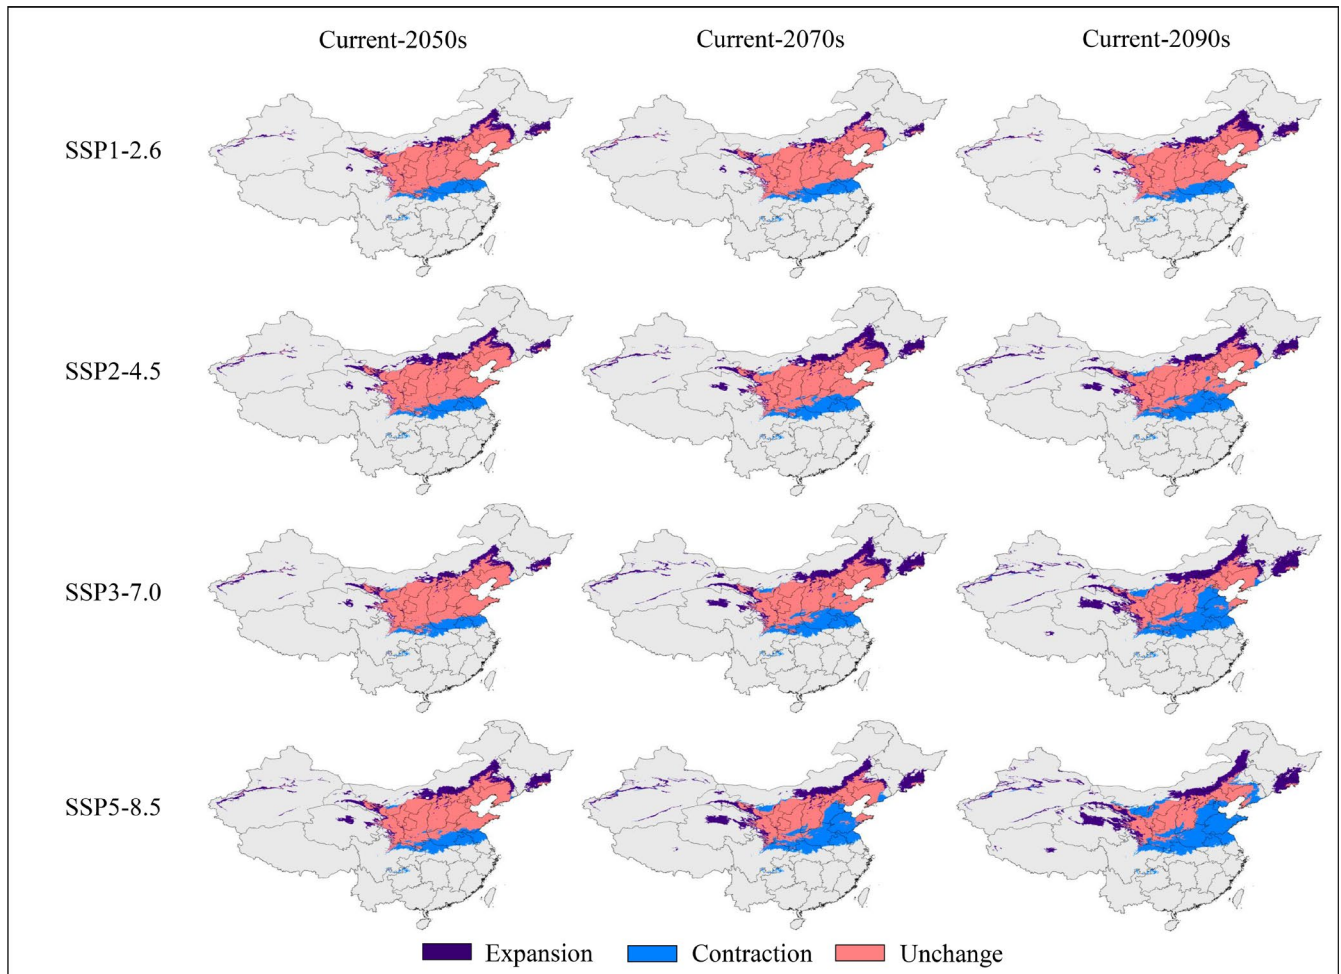 Current-2050s Current-2070s Current-2090s
SSP1-2.6
SSP2-4.5
SSP3-7.0
SSP5-8.5
Expansion Contraction Unchange